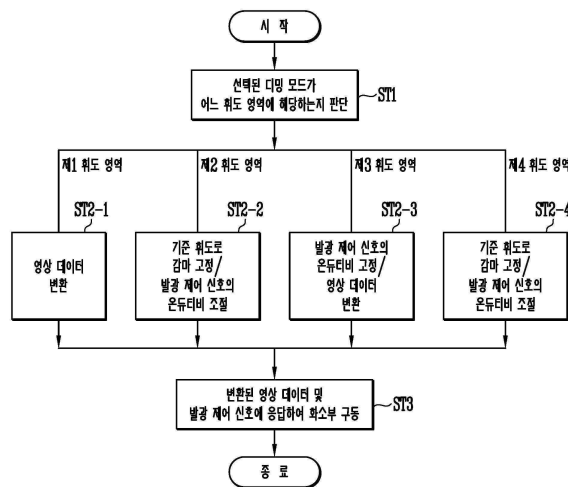 시 작
선택된 디밍 모드가
어느 휘도 영역에 해당하는지 판단
ST1
제1 휘도 영역
제2 휘도 영역
제3 휘도 영역
제4 휘도 영역
ST2-1
ST2-2
ST2-3
ST2-4
영상 데이터
변환
기준 휘도로
감마 고정/
발광 제어 신호의
온듀티비 조절
발광 제어 신호의
온듀티비 고정/
영상 데이터
변환
기준 휘도로
감마 고정/
발광 제어 신호의
온듀티비 조절
변환된 영상 데이터 및
발광 제어 신호에 응답하여 화소부 구동
ST3
종 료